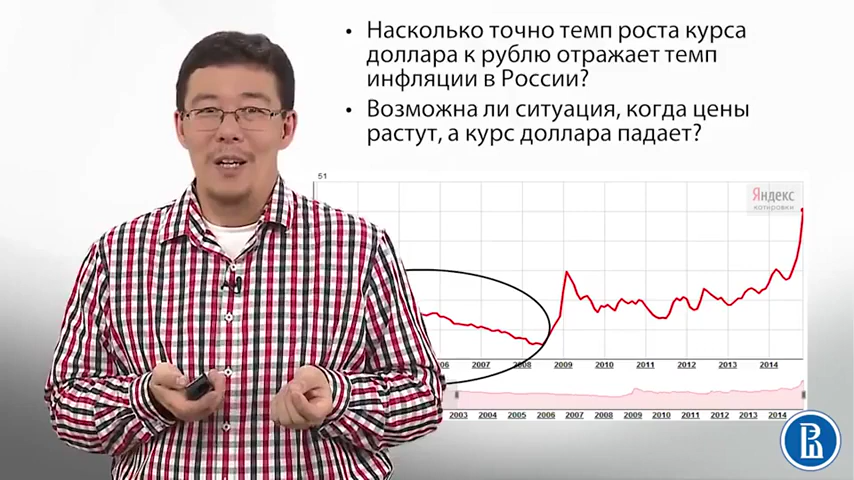 • Насколько точно темп роста курса
доллара к рублю отражает темп
инфляции в России?
• Возможна ли ситуация, когда цены
растут, а курс доллара падает?
51
Яндекс
котировки
2007 2008 2009 2010 2011 2012 2013 2014
2003 2004 2005 2006 2007 2008 2009 2010 2011 2012 2013 2014